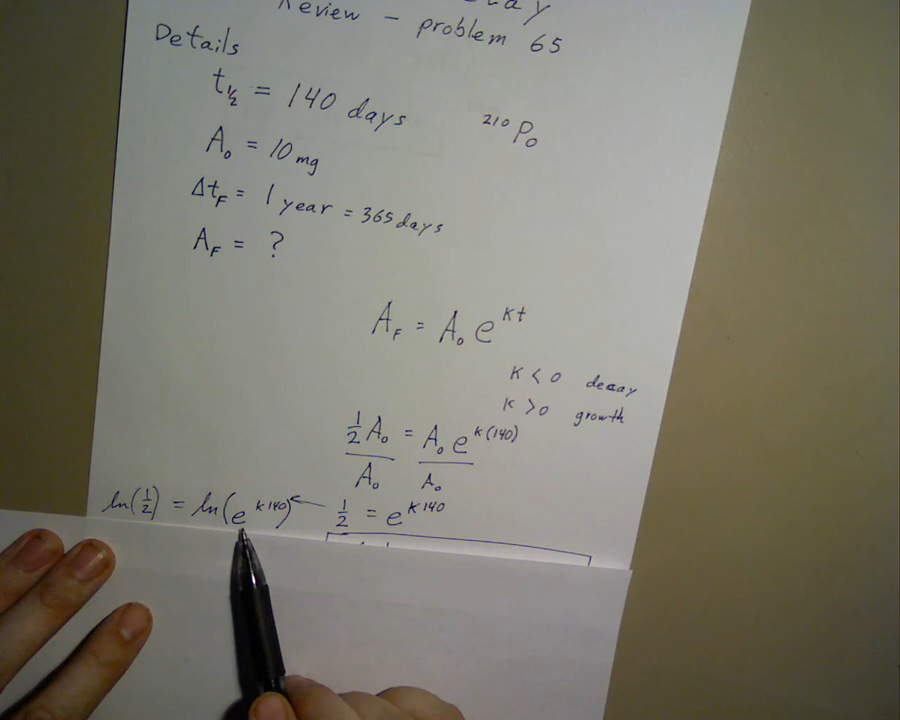 Review – problem 65
Details
t½ = 140 days
²¹⁰Po
A₀ = 10 mg
Δt_F = 1 year = 365 days
A_F = ?
A_F = A₀ e^(kt)
k < 0 decay
k > 0 growth
½A₀/A₀ = A₀e^(k(140))/A₀
ln(½) = ln(e^(k140)) ← ½ = e^(k140)